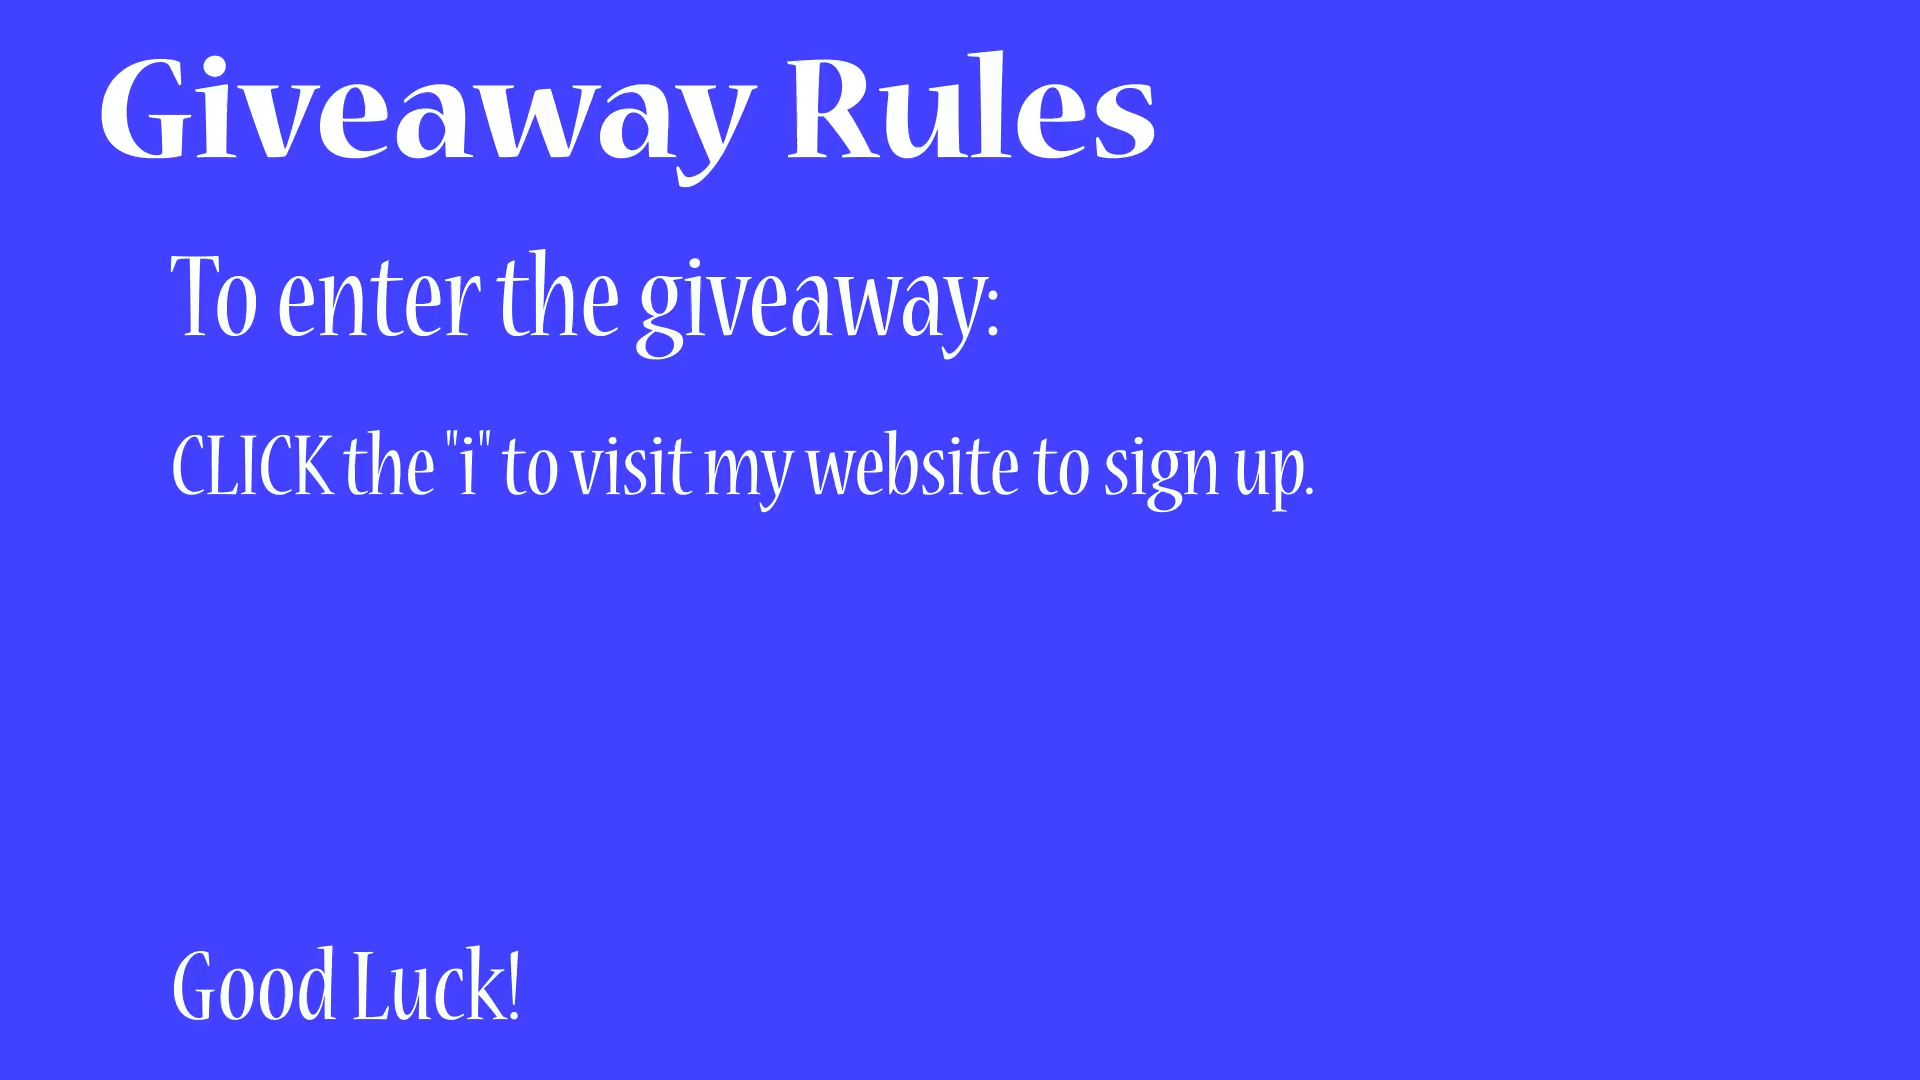 Giveaway Rules
To enter the giveaway:
CLICK the "i" to visit my website to sign up.
Good Luck!